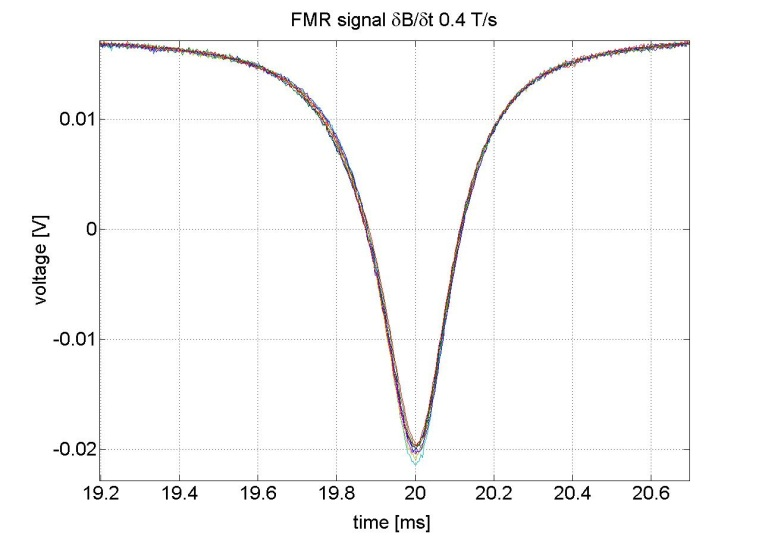 FMR signal δB/δt 0.4 T/s
voltage [V]
0.01
0
-0.01
-0.02
19.2 19.4 19.6 19.8 20 20.2 20.4 20.6
time [ms]